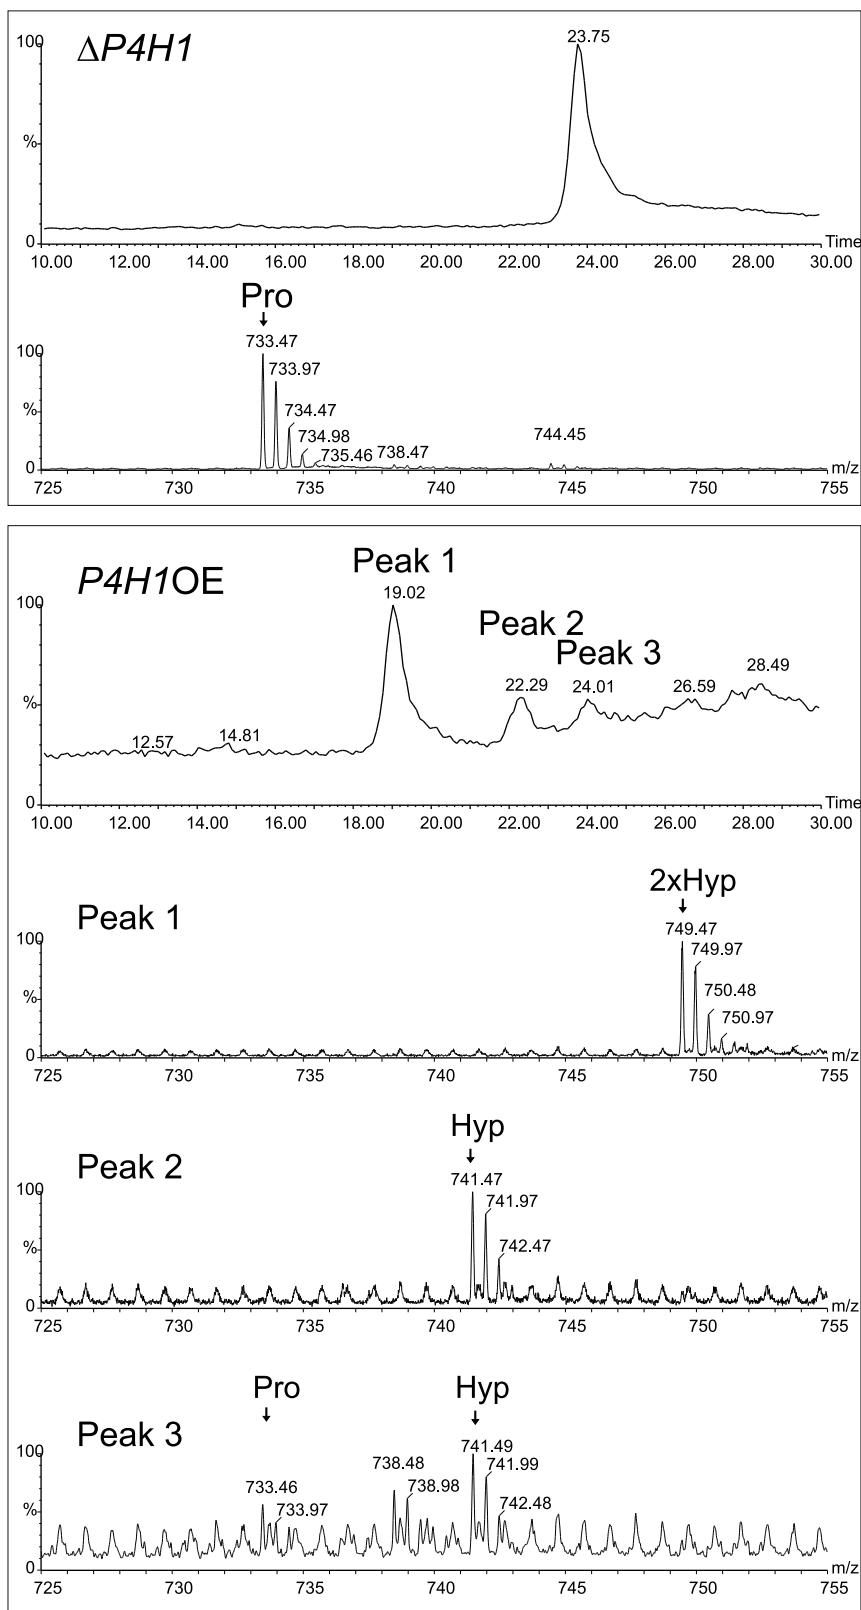 ΔP4H1
23.75
100
%
0
Time
10.00 12.00 14.00 16.00 18.00 20.00 22.00 24.00 26.00 28.00 30.00
Pro
733.47
100
733.97
%
734.47
734.98
735.46
738.47
744.45
0
m/z
725 730 735 740 745 750 755
P4H1OE
Peak 1
19.02
100
Peak 2
Peak 3
%
12.57
14.81
22.29
24.01
26.59
28.49
0
Time
10.00 12.00 14.00 16.00 18.00 20.00 22.00 24.00 26.00 28.00 30.00
2xHyp
Peak 1
749.47
100
749.97
%
750.48
750.97
0
m/z
725 730 735 740 745 750 755
Hyp
Peak 2
741.47
100
741.97
%
742.47
0
m/z
725 730 735 740 745 750 755
Pro
Hyp
Peak 3
741.49
100
738.48
741.99
733.46
738.98
%
733.97
742.48
0
m/z
725 730 735 740 745 750 755